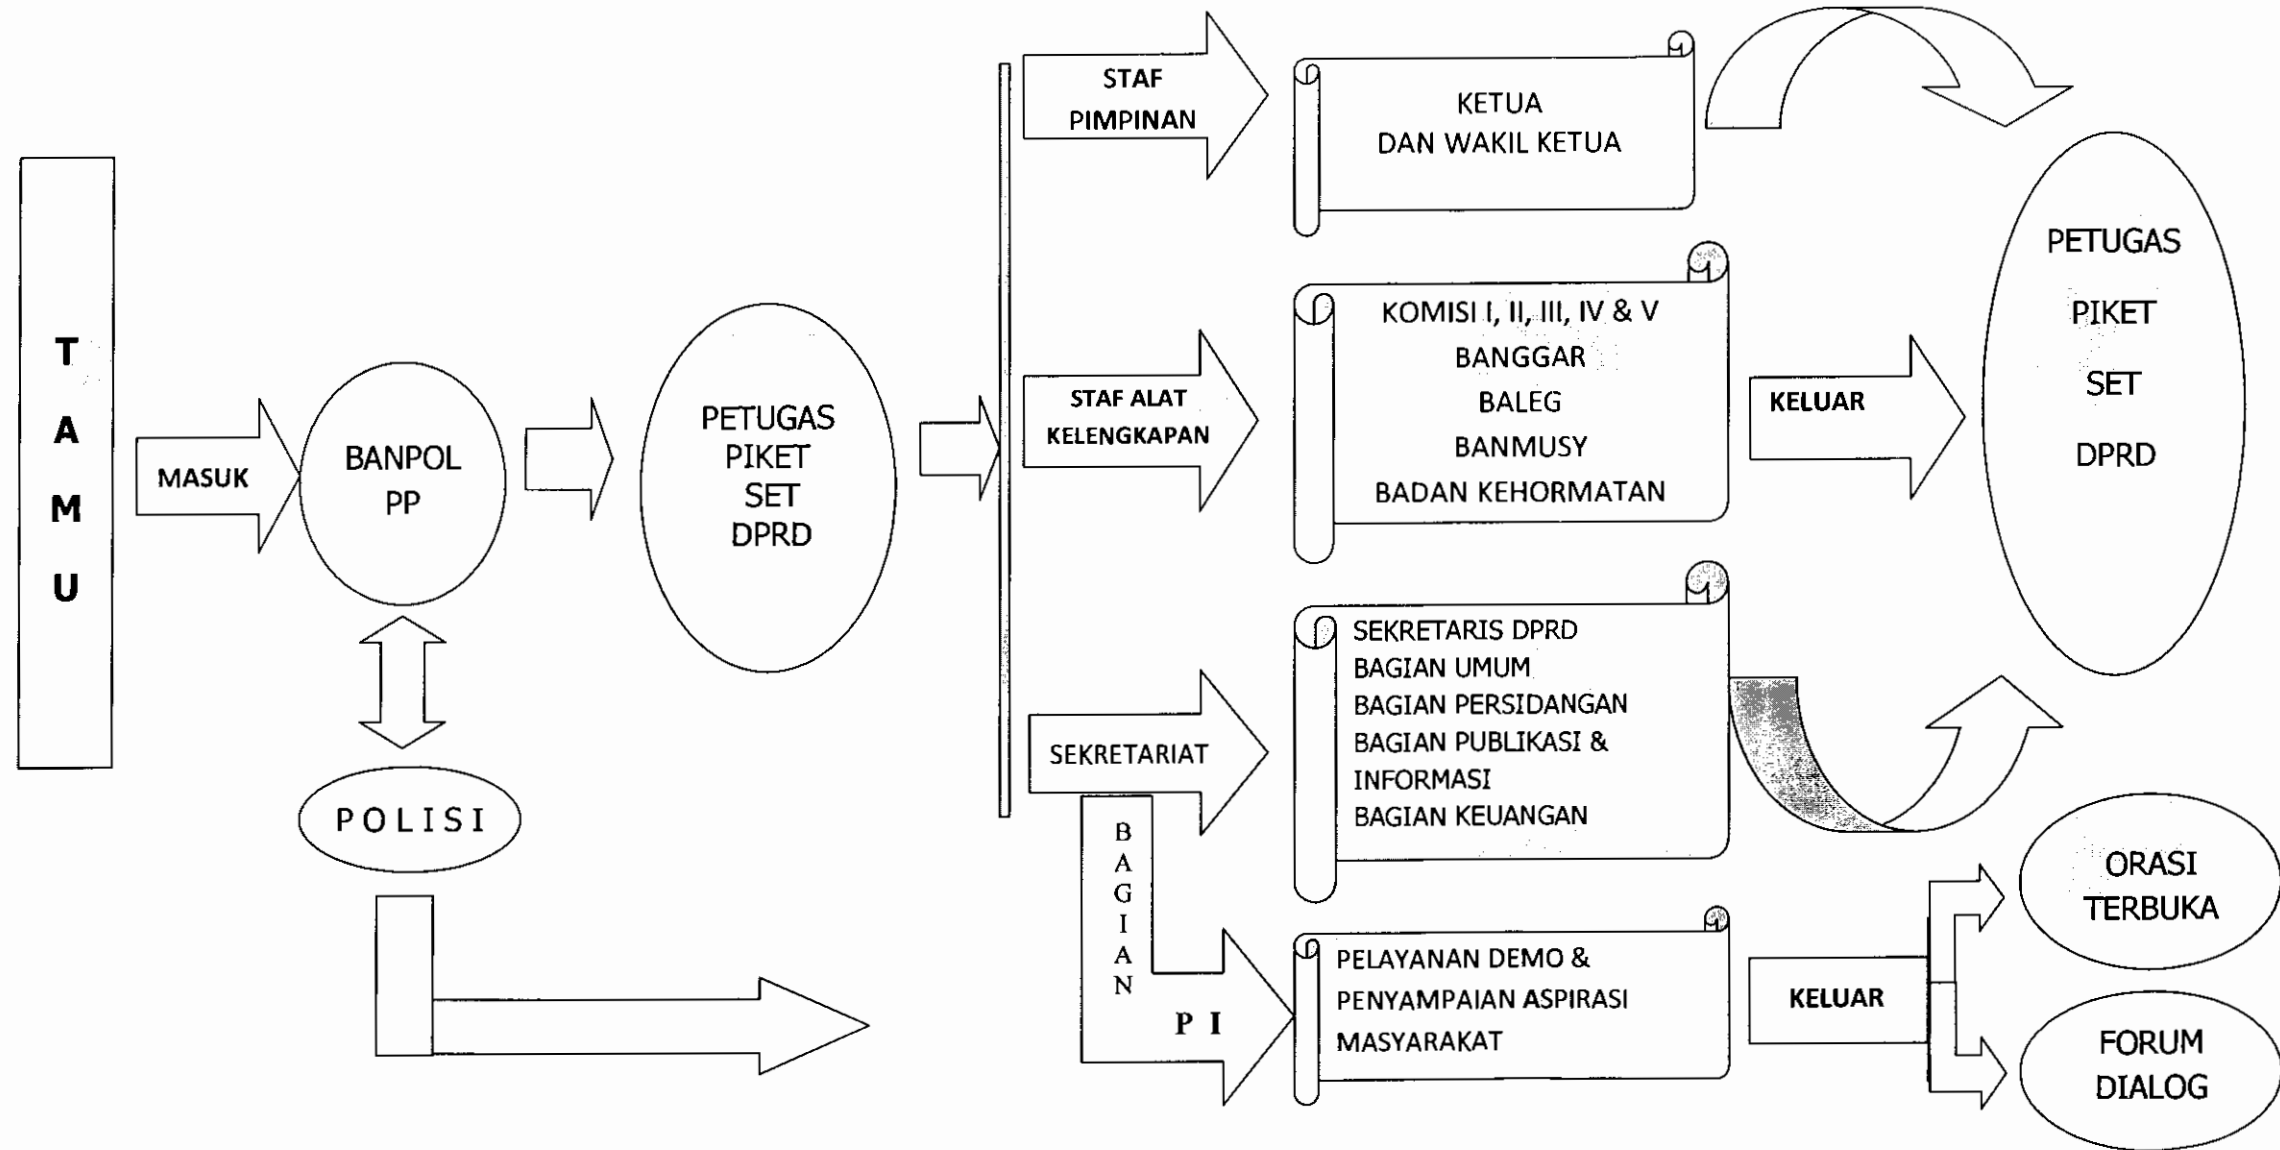 T
A
M
U
MASUK
BANPOL
PP
POLISI
PETUGAS
PIKET
SET
DPRD
STAF
PIMPINAN
KETUA
DAN WAKIL KETUA
STAF ALAT
KELENGKAPAN
KOMISI I, II, III, IV & V
BANGGAR
BALEG
BANMUSY
BADAN KEHORMATAN
KELUAR
PETUGAS
PIKET
SET
DPRD
SEKRETARIAT
SEKRETARIS DPRD
BAGIAN UMUM
BAGIAN PERSIDANGAN
BAGIAN PUBLIKASI &
INFORMASI
BAGIAN KEUANGAN
B
A
G
I
A
N
P I
PELAYANAN DEMO &
PENYAMPAIAN ASPIRASI
MASYARAKAT
KELUAR
ORASI
TERBUKA
FORUM
DIALOG